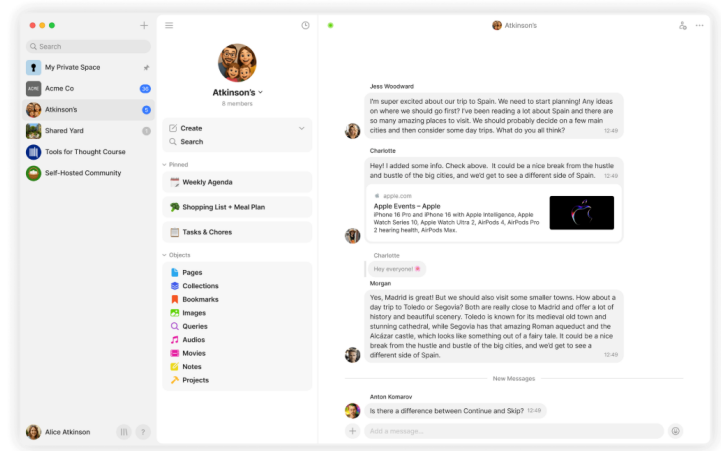 Search
My Private Space
ACME
Acme Co
Atkinson's
Shared Yard
Tools for Thought Course
Self-Hosted Community
Alice Atkinson
?
Atkinson's
8 members
Create
Search
Pinned
Weekly Agenda
Shopping List + Meal Plan
Tasks & Chores
Objects
Pages
Collections
Bookmarks
Images
Queries
Audios
Movies
Notes
Projects
Atkinson's
Jess Woodward
I'm super excited about our trip to Spain. We need to start planning! Any ideas
on where we should go first? I've been reading a lot about Spain and there are
so many amazing places to visit. We should probably decide on a few main
cities and then consider some day trips. What do you all think? 12:49
Charlotte
Hey! I added some info. Check above. It could be a nice break from the hustle
and bustle of the big cities, and we'd get to see a different side of Spain. 12:49
apple.com
Apple Events – Apple
iPhone 16 Pro and iPhone 16 with Apple Intelligence, Apple
Watch Series 10, Apple Watch Ultra 2, AirPods 4, AirPods Pro
2 hearing health, AirPods Max.
Charlotte
Hey everyone!
Morgan
Yes, Madrid is great! But we should also visit some smaller towns. How about a
day trip to Toledo or Segovia? Both are really close to Madrid and offer a lot of
history and beautiful scenery. Toledo is known for its medieval old town and
stunning cathedral, while Segovia has that amazing Roman aqueduct and the
Alcázar castle, which looks like something out of a fairy tale. It could be a nice
break from the hustle and bustle of the big cities, and we'd get to see a
different side of Spain. 12:49
New Messages
Anton Komarov
Is there a difference between Continue and Skip? 12:49
Add a message...